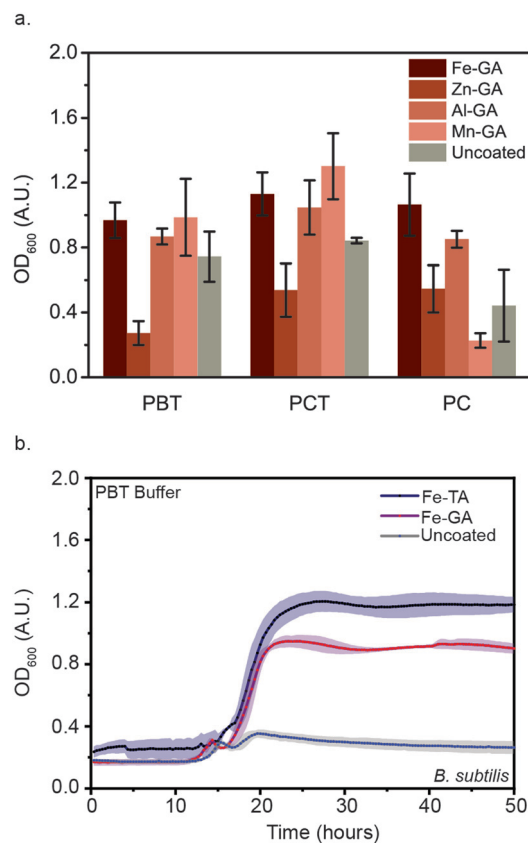 a.
2.0
1.6
1.2
0.8
0.4
0.0
OD600 (A.U.)
Fe-GA
Zn-GA
Al-GA
Mn-GA
Uncoated
PBT PCT PC
b.
2.0
1.6
1.2
0.8
0.4
0.0
OD600 (A.U.)
PBT Buffer
Fe-TA
Fe-GA
Uncoated
B. subtilis
0 10 20 30 40 50
Time (hours)